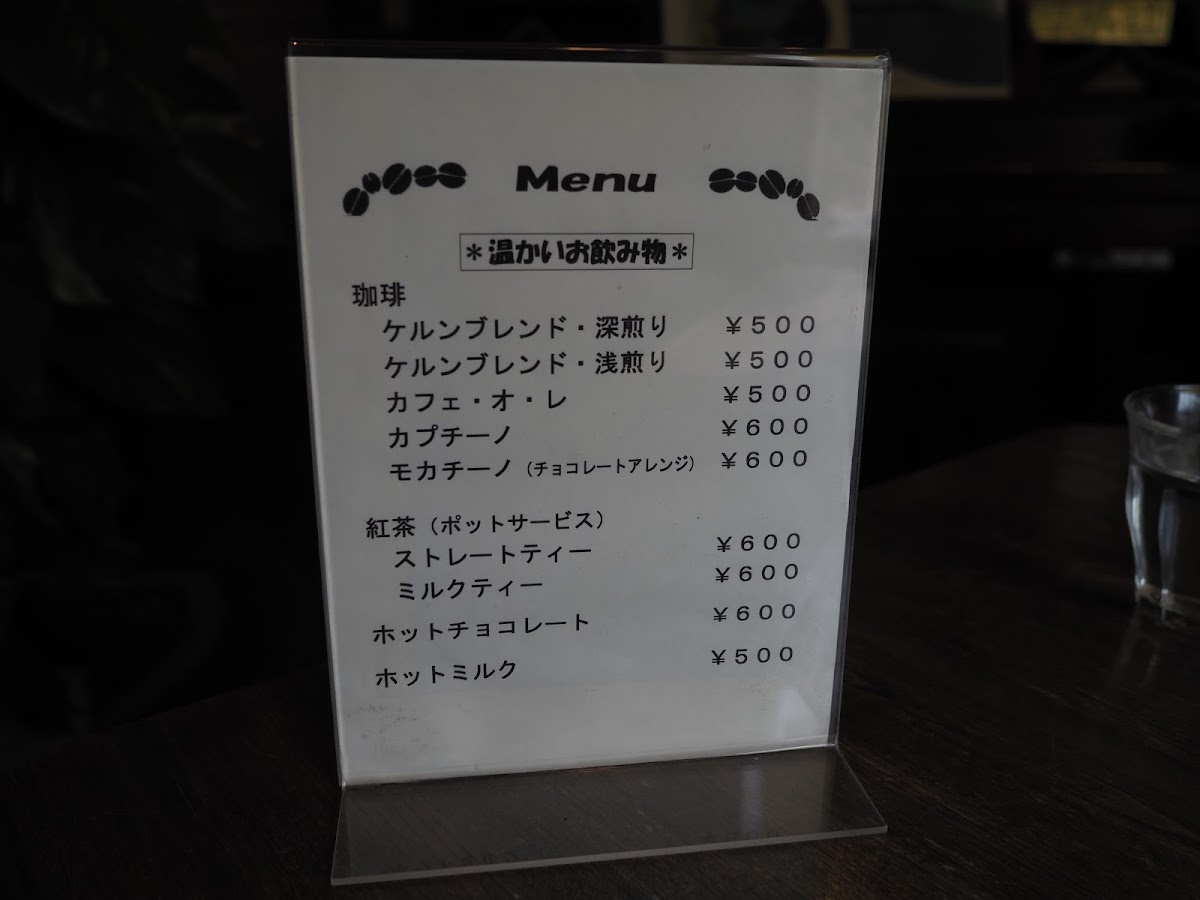 Menu
＊温かいお飲み物＊
珈琲
ケルンブレンド・深煎り ￥５００
ケルンブレンド・浅煎り ￥５００
カフェ・オ・レ ￥５００
カプチーノ ￥６００
モカチーノ（チョコレートアレンジ） ￥６００
紅茶（ポットサービス）
ストレートティー ￥６００
ミルクティー ￥６００
ホットチョコレート ￥６００
ホットミルク ￥５００